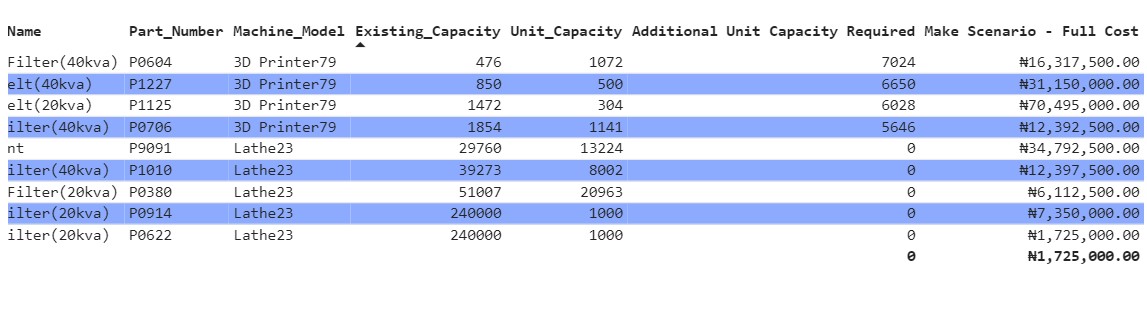 Name Part_Number Machine_Model Existing_Capacity Unit_Capacity Additional Unit Capacity Required Make Scenario - Full Cost
Filter(40kva) P0604 3D Printer79 476 1072 7024 ₦16,317,500.00
elt(40kva) P1227 3D Printer79 850 500 6650 ₦31,150,000.00
elt(20kva) P1125 3D Printer79 1472 304 6028 ₦70,495,000.00
ilter(40kva) P0706 3D Printer79 1854 1141 5646 ₦12,392,500.00
nt P9091 Lathe23 29760 13224 0 ₦34,792,500.00
ilter(40kva) P1010 Lathe23 39273 8002 0 ₦12,397,500.00
Filter(20kva) P0380 Lathe23 51007 20963 0 ₦6,112,500.00
ilter(20kva) P0914 Lathe23 240000 1000 0 ₦7,350,000.00
ilter(20kva) P0622 Lathe23 240000 1000 0 ₦1,725,000.00
0 ₦1,725,000.00